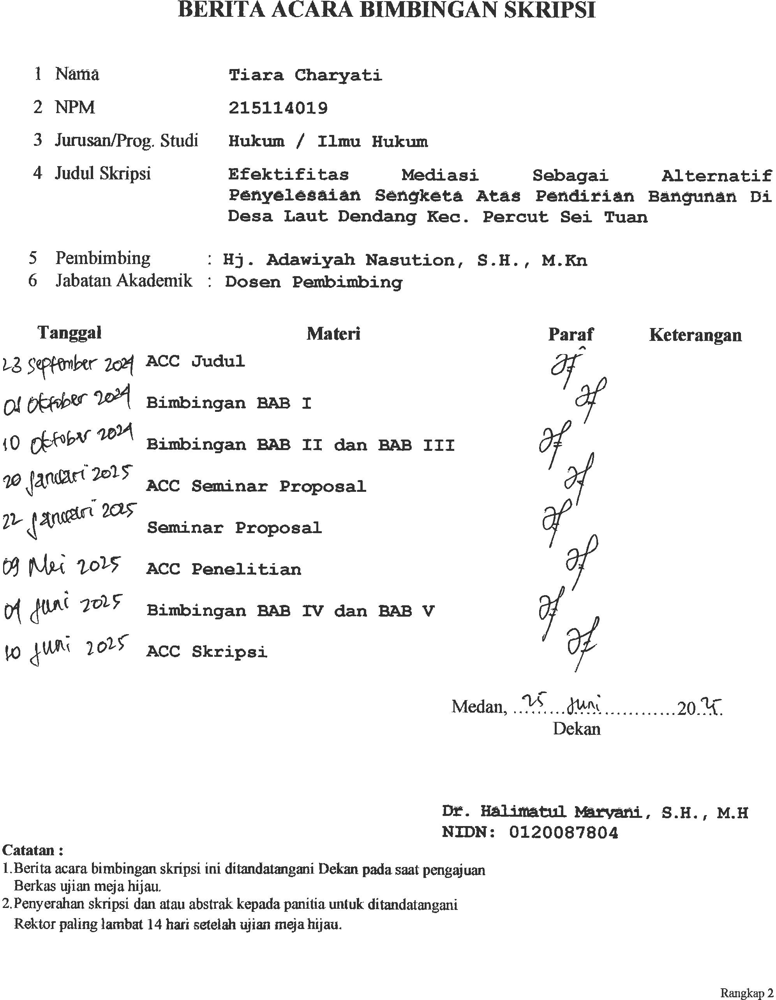 BERITA ACARA BIMBINGAN SKRIPSI
1 Nama Tiara Charyati
2 NPM 215114019
3 Jurusan/Prog. Studi Hukum / Ilmu Hukum
4 Judul Skripsi Efektifitas Mediasi Sebagai Alternatif
Penyelesaian Sengketa Atas Pendirian Bangunan Di
Desa Laut Dendang Kec. Percut Sei Tuan
5 Pembimbing : Hj. Adawiyah Nasution, S.H., M.Kn
6 Jabatan Akademik : Dosen Pembimbing
Tanggal Materi Paraf Keterangan
23 September 2024 ACC Judul
01 Oktober 2024 Bimbingan BAB I
10 Oktober 2024 Bimbingan BAB II dan BAB III
20 Januari 2025 ACC Seminar Proposal
22 Januari 2025 Seminar Proposal
09 Mei 2025 ACC Penelitian
04 Juni 2025 Bimbingan BAB IV dan BAB V
10 Juni 2025 ACC Skripsi
Medan, 25 Juni 2025
Dekan
Dr. Halimatul Maryani, S.H., M.H
NIDN: 0120087804
Catatan :
1.Berita acara bimbingan skripsi ini ditandatangani Dekan pada saat pengajuan
Berkas ujian meja hijau.
2.Penyerahan skripsi dan atau abstrak kepada panitia untuk ditandatangani
Rektor paling lambat 14 hari setelah ujian meja hijau.
Rangkap 2